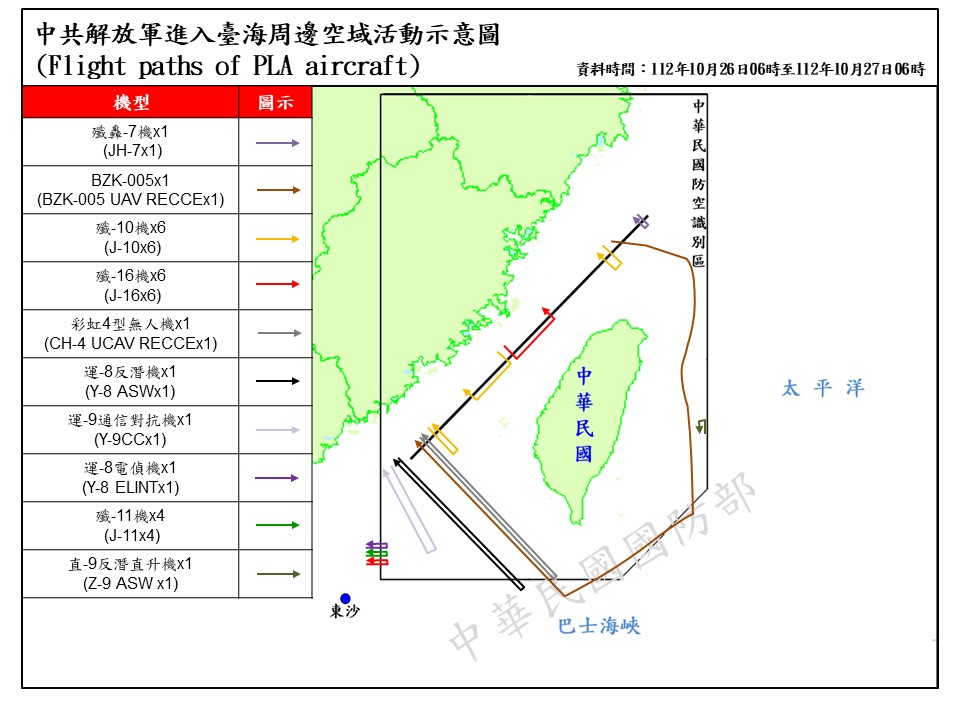 中共解放軍進入臺海周邊空域活動示意圖
(Flight paths of PLA aircraft)
資料時間：112年10月26日06時至112年10月27日06時
機型
圖示
殲轟-7機x1
(JH-7x1)
BZK-005x1
(BZK-005 UAV RECCEx1)
殲-10機x6
(J-10x6)
殲-16機x6
(J-16x6)
彩虹4型無人機x1
(CH-4 UCAV RECCEx1)
運-8反潛機x1
(Y-8 ASWx1)
運-9通信對抗機x1
(Y-9CCx1)
運-8電偵機x1
(Y-8 ELINTx1)
殲-11機x4
(J-11x4)
直-9反潛直升機x1
(Z-9 ASW x1)
中華民國防空識別區
中華民國
太平洋
東沙
巴士海峽
中華民國國防部